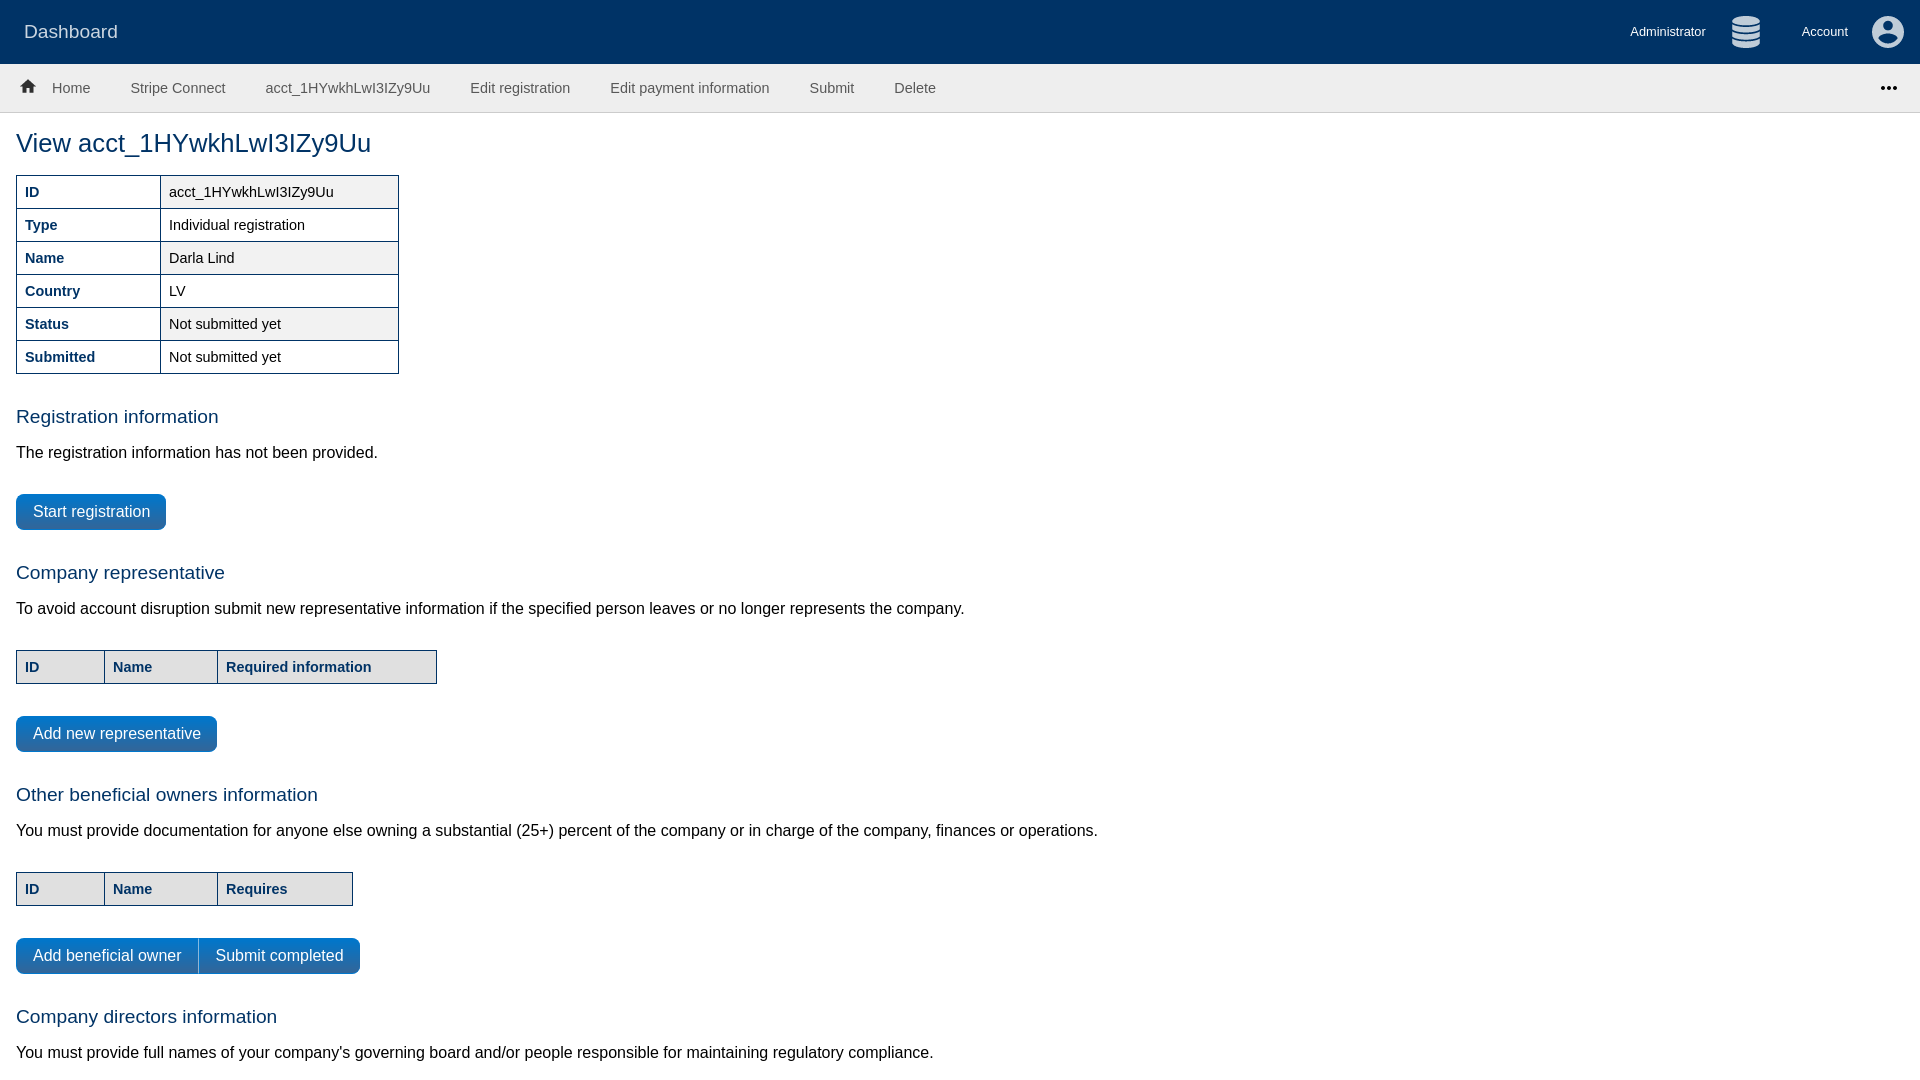 Dashboard
Administrator
Account
Home
Stripe Connect
acct_1HYwkhLwI3IZy9Uu
Edit registration
Edit payment information
Submit
Delete
View acct_1HYwkhLwI3IZy9Uu
ID acct_1HYwkhLwI3IZy9Uu
Type Individual registration
Name Darla Lind
Country LV
Status Not submitted yet
Submitted Not submitted yet
Registration information
The registration information has not been provided.
Start registration
Company representative
To avoid account disruption submit new representative information if the specified person leaves or no longer represents the company.
ID Name Required information
Add new representative
Other beneficial owners information
You must provide documentation for anyone else owning a substantial (25+) percent of the company or in charge of the company, finances or operations.
ID Name Requires
Add beneficial owner Submit completed
Company directors information
You must provide full names of your company's governing board and/or people responsible for maintaining regulatory compliance.